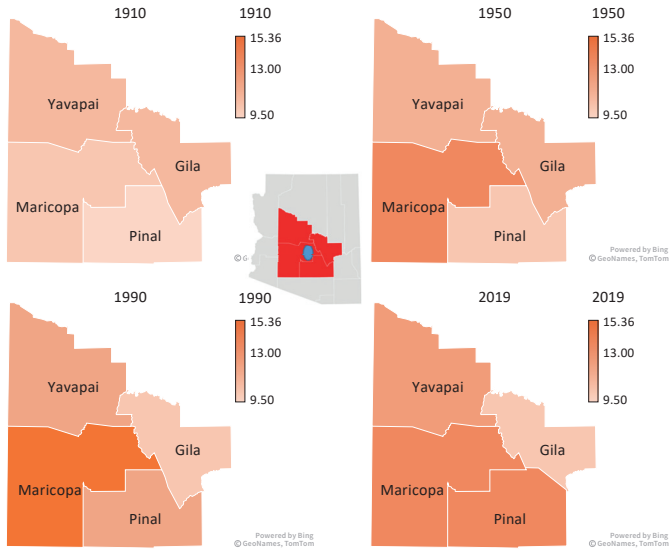 1910
1910
15.36
13.00
9.50
Yavapai
Gila
Maricopa
Pinal
© G
1950
1950
15.36
13.00
9.50
Yavapai
Gila
Maricopa
Pinal
Powered by Bing
© GeoNames, TomTom
1990
1990
15.36
13.00
9.50
Yavapai
Gila
Maricopa
Pinal
Powered by Bing
© GeoNames, TomTom
2019
2019
15.36
13.00
9.50
Yavapai
Gila
Maricopa
Pinal
Powered by Bing
© GeoNames, TomTom